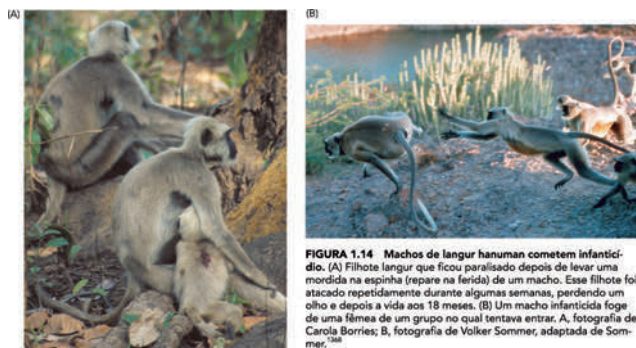 (A)
(B)
FIGURA 1.14 Machos de langur hanuman cometem infanticí-
dio. (A) Filhote langur que ficou paralisado depois de levar uma
mordida na espinha (repare na ferida) de um macho. Esse filhote foi
atacado repetidamente durante algumas semanas, perdendo um
olho e depois a vida aos 18 meses. (B) Um macho infanticida foge
de uma fêmea de um grupo no qual tentava entrar. A, fotografia de
Carola Borries; B, fotografia de Volker Sommer, adaptada de Som-
mer.1368